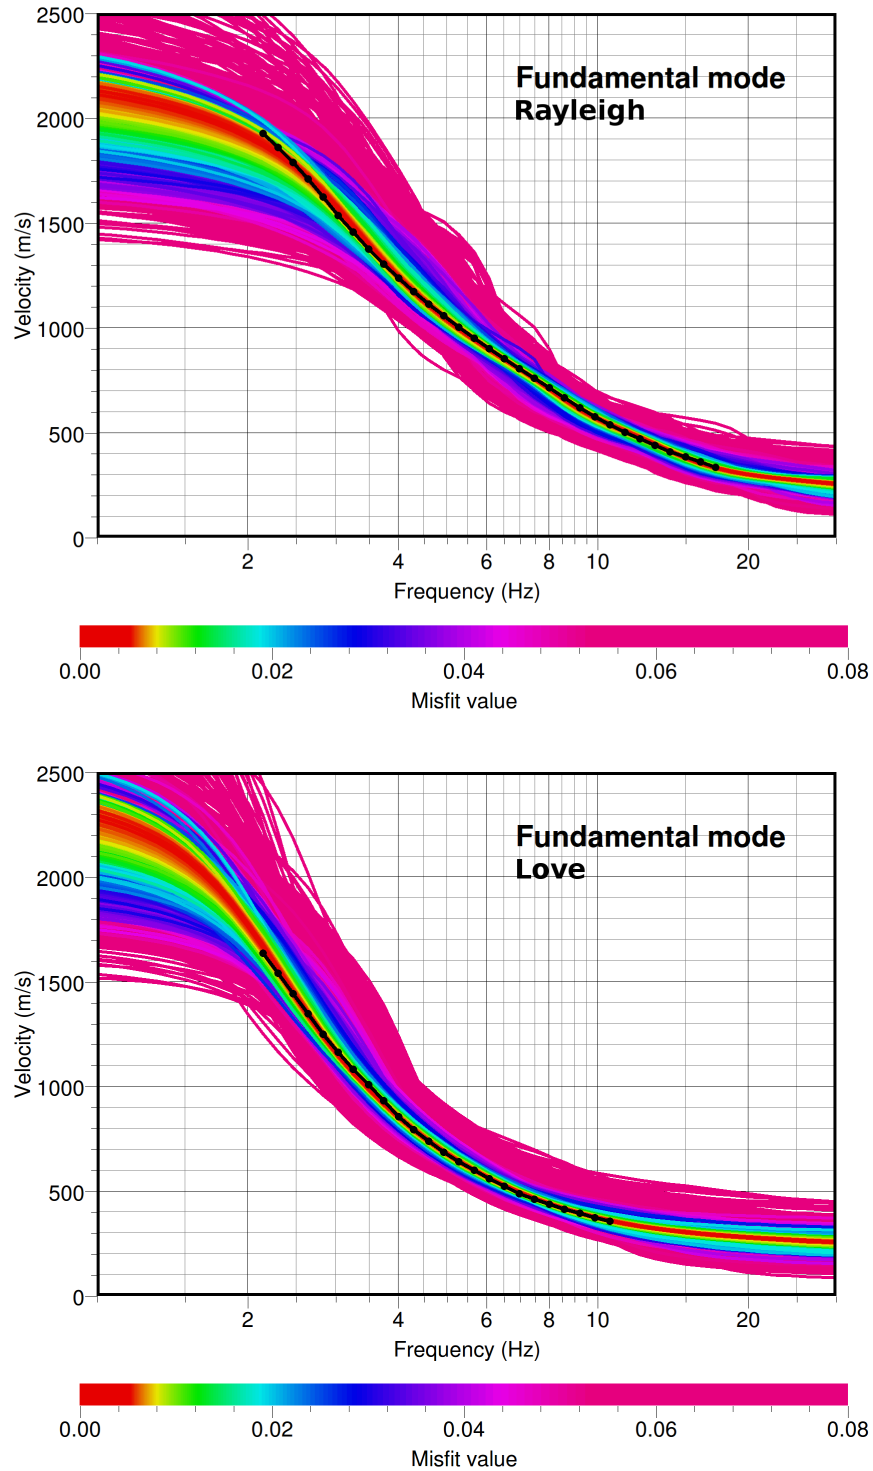 2500
Fundamental mode
Rayleigh
2000
1500
1000
500
0
Velocity (m/s)
2 4 6 8 10 20
Frequency (Hz)
0.00 0.02 0.04 0.06 0.08
Misfit value
2500
Fundamental mode
Love
2000
1500
1000
500
0
Velocity (m/s)
2 4 6 8 10 20
Frequency (Hz)
0.00 0.02 0.04 0.06 0.08
Misfit value